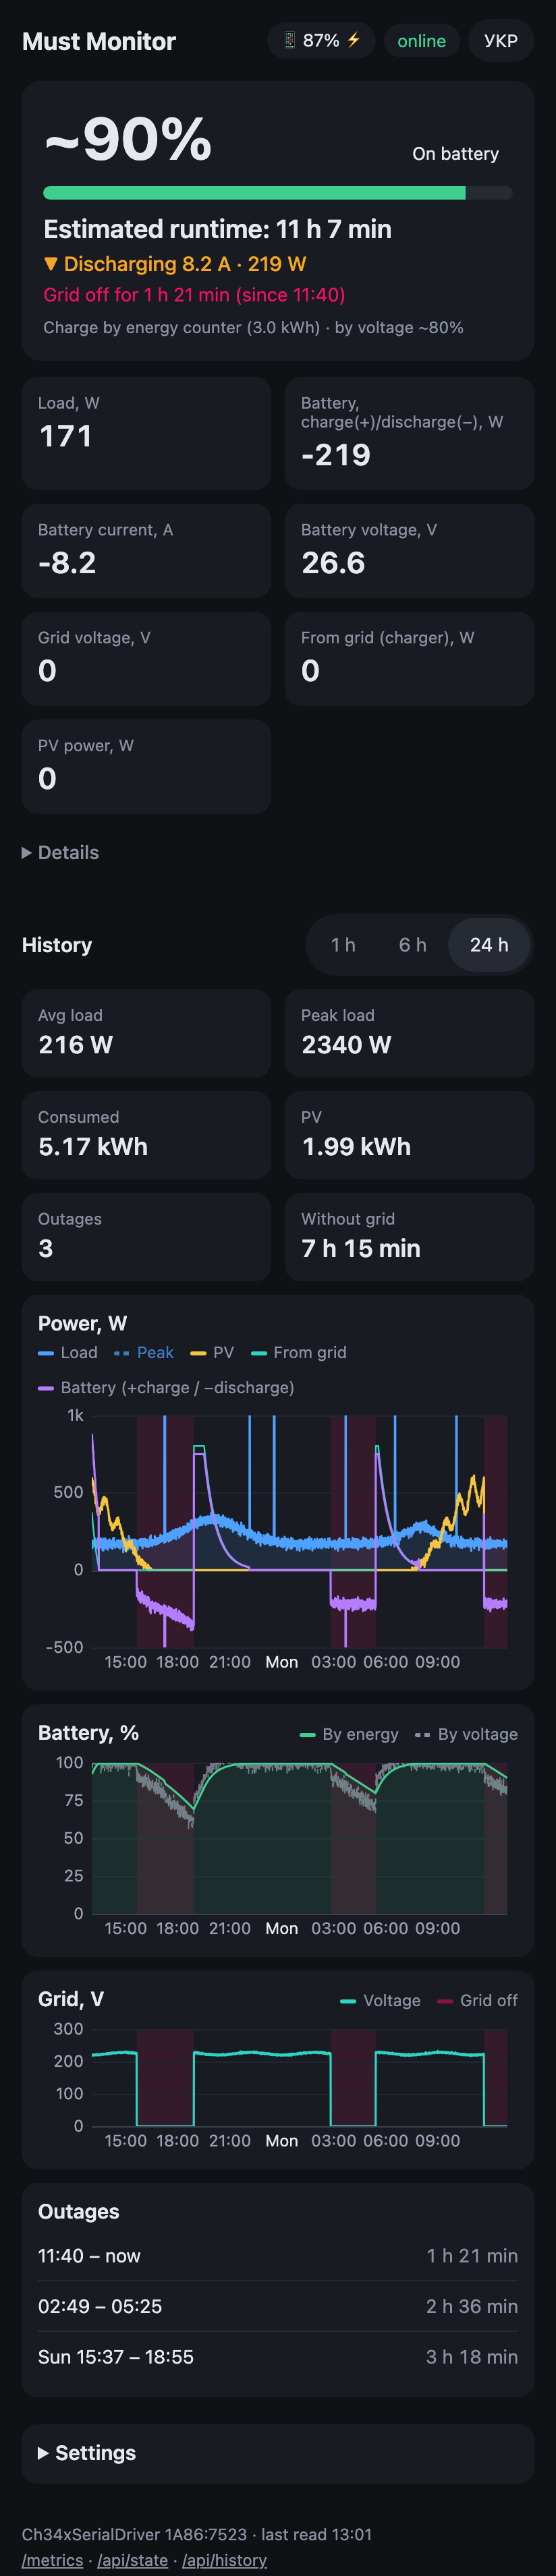 Must Monitor
87%
online
УКР
~90%
On battery
Estimated runtime: 11 h 7 min
▼ Discharging 8.2 A · 219 W
Grid off for 1 h 21 min (since 11:40)
Charge by energy counter (3.0 kWh) · by voltage ~80%
Load, W
171
Battery,
charge(+)/discharge(−), W
-219
Battery current, A
-8.2
Battery voltage, V
26.6
Grid voltage, V
0
From grid (charger), W
0
PV power, W
0
▶ Details
History
1 h
6 h
24 h
Avg load
216 W
Peak load
2340 W
Consumed
5.17 kWh
PV
1.99 kWh
Outages
3
Without grid
7 h 15 min
Power, W
Load
Peak
PV
From grid
Battery (+charge / −discharge)
1k
500
0
-500
15:00 18:00 21:00 Mon 03:00 06:00 09:00
Battery, %
By energy
By voltage
100
75
50
25
0
15:00 18:00 21:00 Mon 03:00 06:00 09:00
Grid, V
Voltage
Grid off
300
200
100
0
15:00 18:00 21:00 Mon 03:00 06:00 09:00
Outages
11:40 – now 1 h 21 min
02:49 – 05:25 2 h 36 min
Sun 15:37 – 18:55 3 h 18 min
▶ Settings
Ch34xSerialDriver 1A86:7523 · last read 13:01
/metrics · /api/state · /api/history